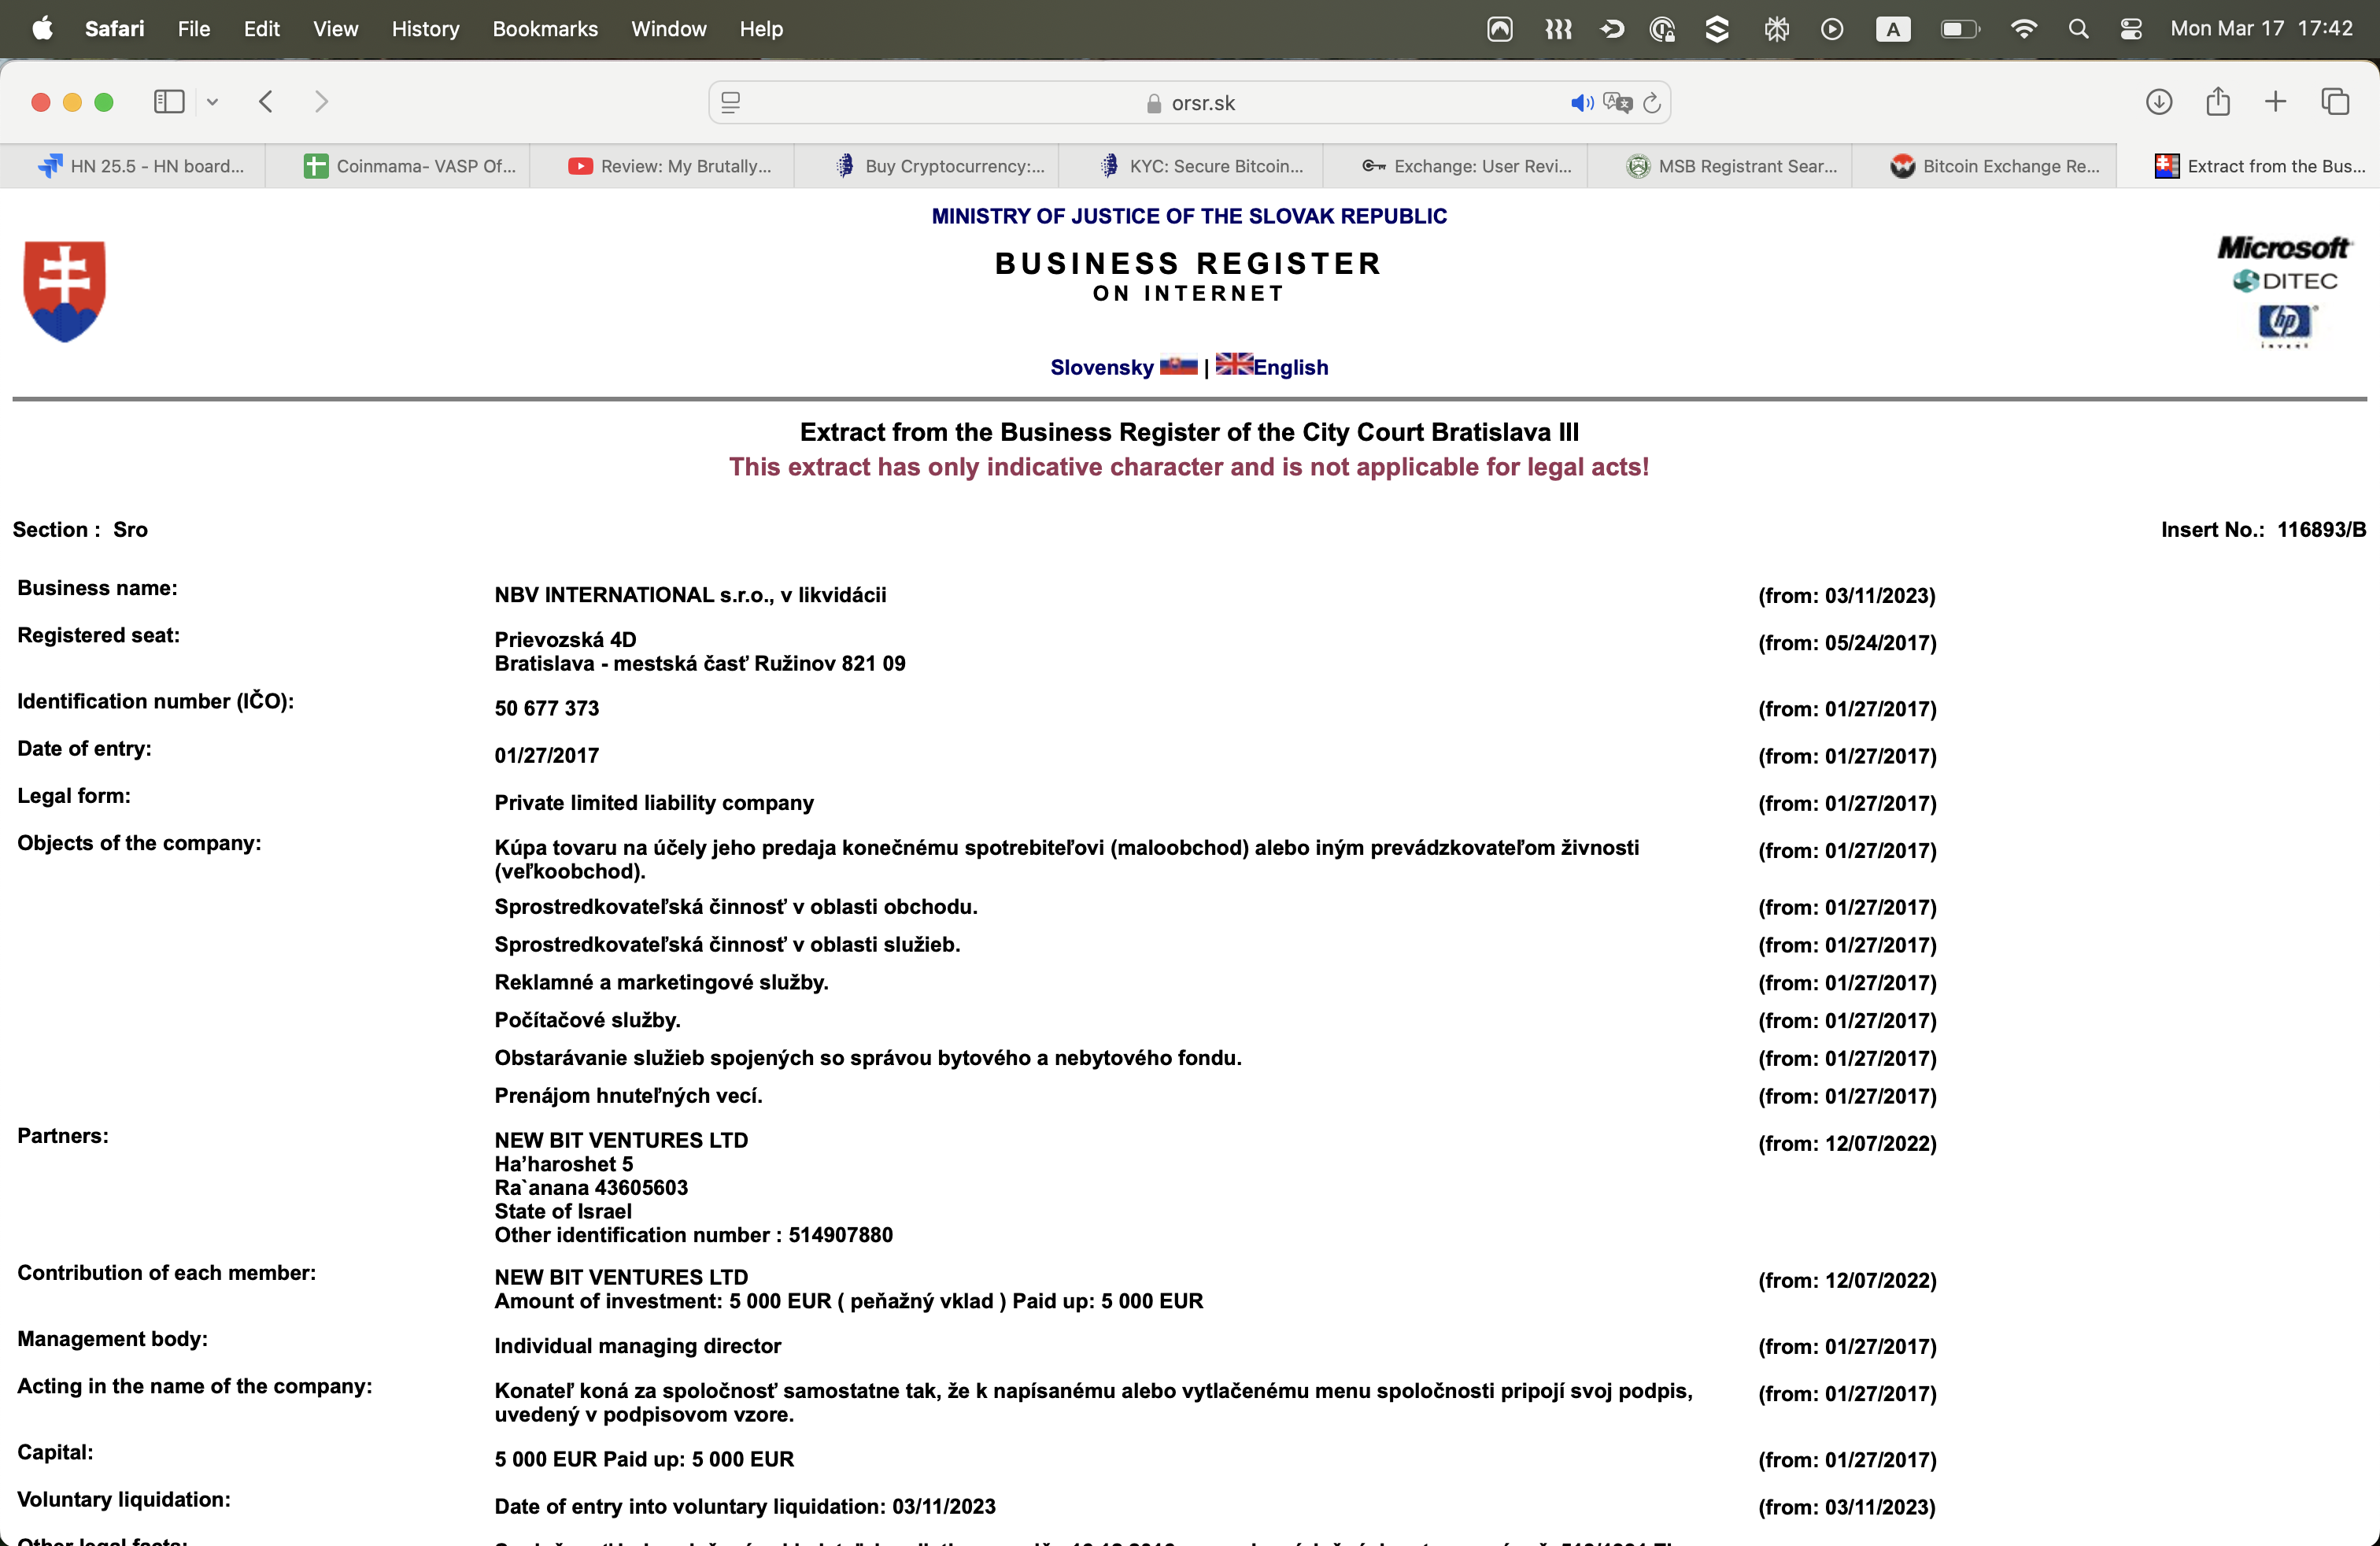 Safari File Edit View History Bookmarks Window Help
A
Mon Mar 17 17:42
orsr.sk
HN 25.5 - HN board...
Coinmama- VASP Of...
Review: My Brutally...
Buy Cryptocurrency:...
KYC: Secure Bitcoin...
Exchange: User Revi...
MSB Registrant Sear...
Bitcoin Exchange Re...
Extract from the Bus...
MINISTRY OF JUSTICE OF THE SLOVAK REPUBLIC
BUSINESS REGISTER
ON INTERNET
Microsoft
DITEC
hp
invent
Slovensky | English
Extract from the Business Register of the City Court Bratislava III
This extract has only indicative character and is not applicable for legal acts!
Section : Sro
Insert No.: 116893/B
Business name: NBV INTERNATIONAL s.r.o., v likvidácii (from: 03/11/2023)
Registered seat: Prievozská 4D (from: 05/24/2017)
Bratislava - mestská časť Ružinov 821 09
Identification number (IČO): 50 677 373 (from: 01/27/2017)
Date of entry: 01/27/2017 (from: 01/27/2017)
Legal form: Private limited liability company (from: 01/27/2017)
Objects of the company: Kúpa tovaru na účely jeho predaja konečnému spotrebiteľovi (maloobchod) alebo iným prevádzkovateľom živnosti (from: 01/27/2017)
(veľkoobchod).
Sprostredkovateľská činnosť v oblasti obchodu. (from: 01/27/2017)
Sprostredkovateľská činnosť v oblasti služieb. (from: 01/27/2017)
Reklamné a marketingové služby. (from: 01/27/2017)
Počítačové služby. (from: 01/27/2017)
Obstarávanie služieb spojených so správou bytového a nebytového fondu. (from: 01/27/2017)
Prenájom hnuteľných vecí. (from: 01/27/2017)
Partners: NEW BIT VENTURES LTD (from: 12/07/2022)
Ha’haroshet 5
Ra`anana 43605603
State of Israel
Other identification number : 514907880
Contribution of each member: NEW BIT VENTURES LTD (from: 12/07/2022)
Amount of investment: 5 000 EUR ( peňažný vklad ) Paid up: 5 000 EUR
Management body: Individual managing director (from: 01/27/2017)
Acting in the name of the company: Konateľ koná za spoločnosť samostatne tak, že k napísanému alebo vytlačenému menu spoločnosti pripojí svoj podpis, (from: 01/27/2017)
uvedený v podpisovom vzore.
Capital: 5 000 EUR Paid up: 5 000 EUR (from: 01/27/2017)
Voluntary liquidation: Date of entry into voluntary liquidation: 03/11/2023 (from: 03/11/2023)
Other legal facts: